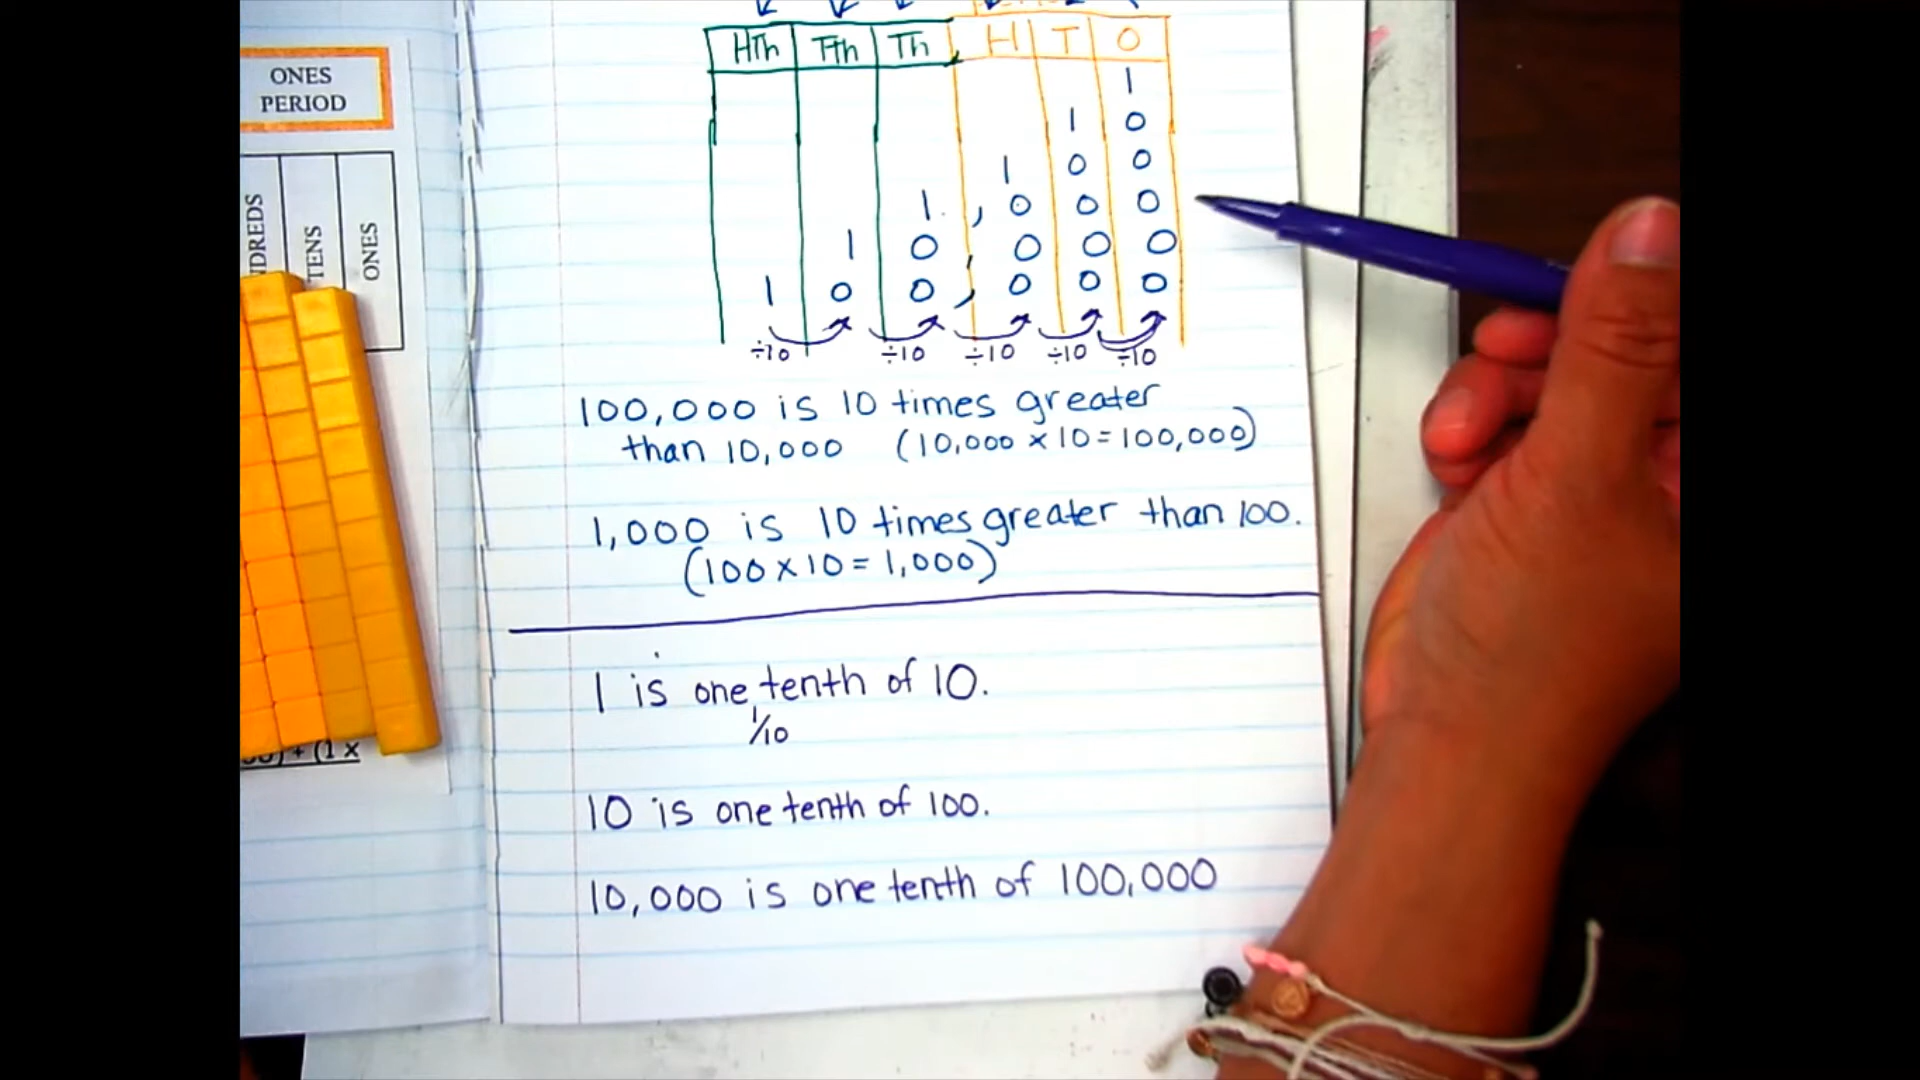 ONES
PERIOD
TENS
ONES
+ (1 x
HTh TTh Th H T O
1
1 0
1 0 0
1 , 0 0 0
1 0 , 0 0 0
1 0 0 , 0 0 0
÷10 ÷10 ÷10 ÷10 ÷10
100,000 is 10 times greater
than 10,000 (10,000 x 10 = 100,000)
1,000 is 10 times greater than 100.
(100 x 10 = 1,000)
1 is one tenth of 10.
1/10
10 is one tenth of 100.
10,000 is one tenth of 100,000